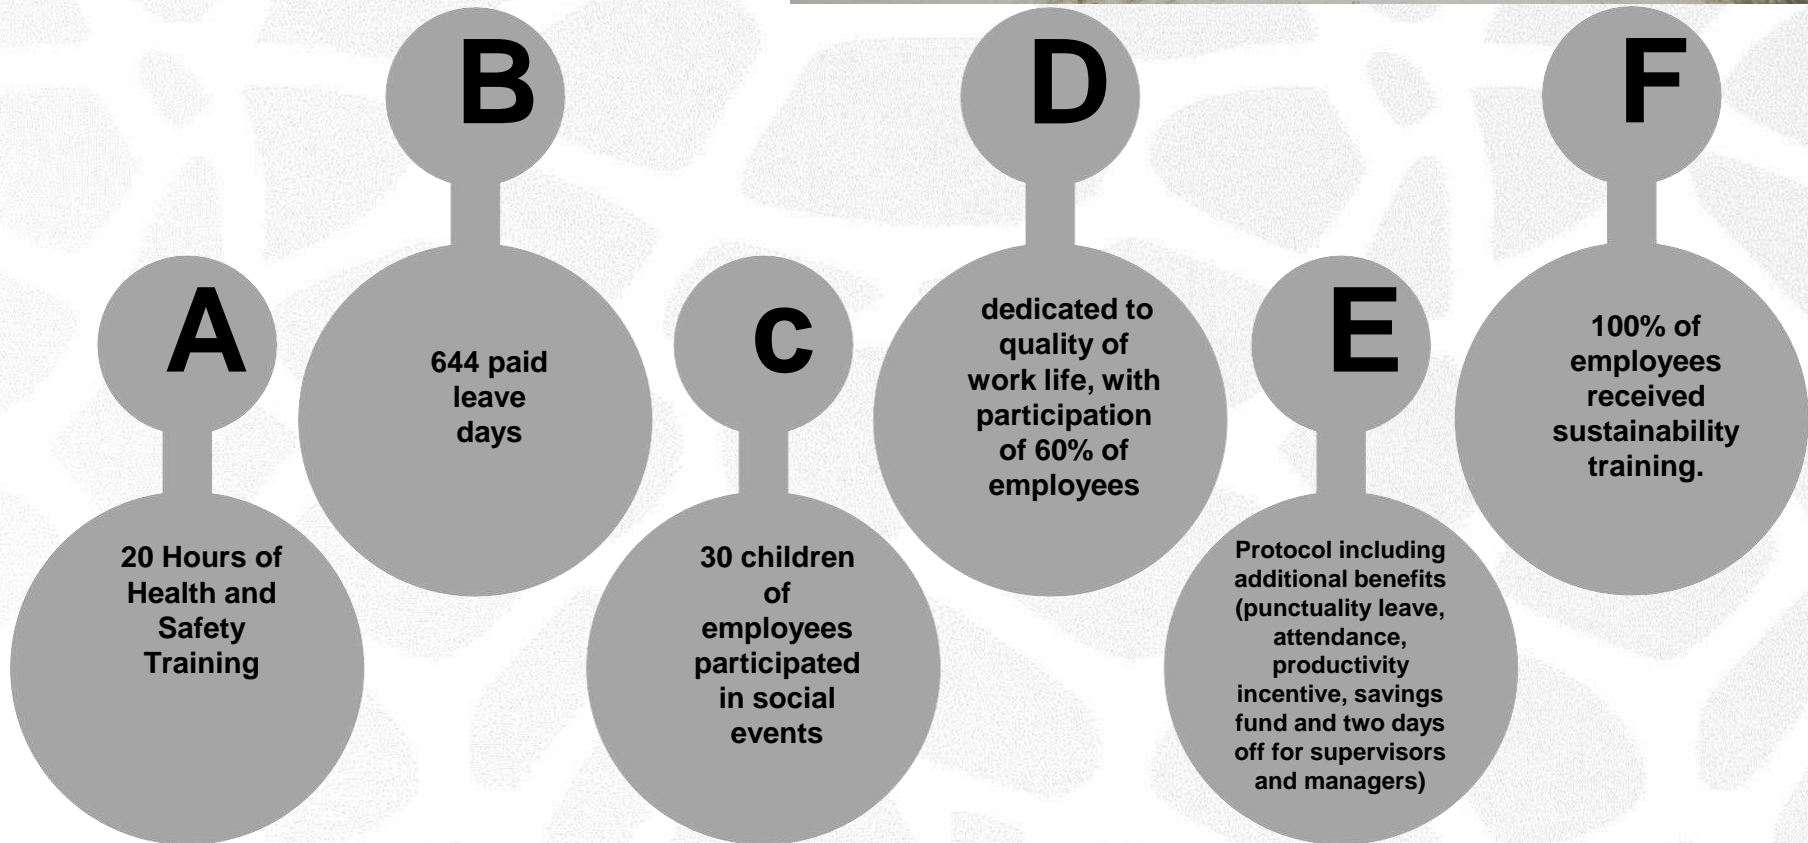 A
20 Hours of
Health and
Safety
Training
B
644 paid
leave
days
c
30 children
of
employees
participated
in social
events
D
dedicated to
quality of
work life, with
participation
of 60% of
employees
E
Protocol including
additional benefits
(punctuality leave,
attendance,
productivity
incentive, savings
fund and two days
off for supervisors
and managers)
F
100% of
employees
received
sustainability
training.